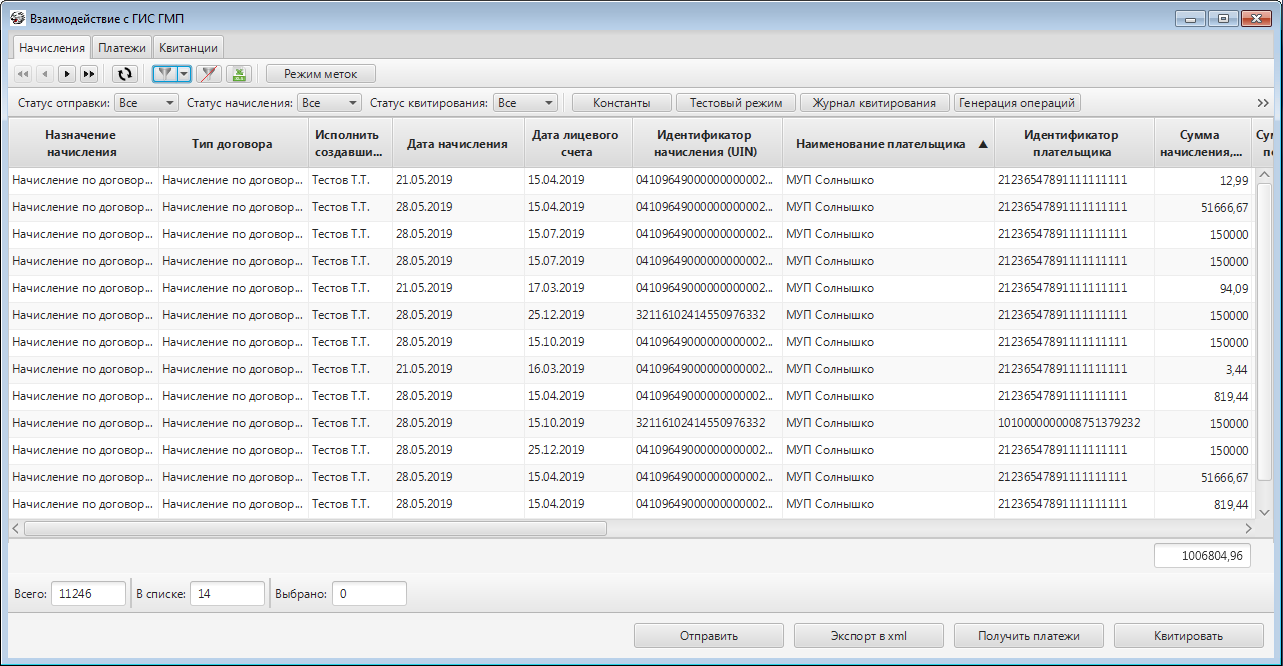 Взаимодействие с ГИС ГМП
Начисления Платежи Квитанции
Режим меток
Статус отправки: Все Статус начисления: Все Статус квитирования: Все Константы Тестовый режим Журнал квитирования Генерация операций
Назначение начисления Тип договора Исполнить создавши... Дата начисления Дата лицевого счета Идентификатор начисления (UIN) Наименование плательщика Идентификатор плательщика Сумма начисления,...
Начисление по договор... Начисление по договор... Тестов Т.Т. 21.05.2019 15.04.2019 04109649000000000002... МУП Солнышко 21236547891111111111 12,99
Начисление по договор... Начисление по договор... Тестов Т.Т. 28.05.2019 15.04.2019 04109649000000000002... МУП Солнышко 21236547891111111111 51666,67
Начисление по договор... Начисление по договор... Тестов Т.Т. 28.05.2019 15.07.2019 04109649000000000002... МУП Солнышко 21236547891111111111 150000
Начисление по договор... Начисление по договор... Тестов Т.Т. 28.05.2019 15.07.2019 04109649000000000002... МУП Солнышко 21236547891111111111 150000
Начисление по договор... Начисление по договор... Тестов Т.Т. 21.05.2019 17.03.2019 04109649000000000002... МУП Солнышко 21236547891111111111 94,09
Начисление по договор... Начисление по договор... Тестов Т.Т. 28.05.2019 25.12.2019 32116102414550976332 МУП Солнышко 21236547891111111111 150000
Начисление по договор... Начисление по договор... Тестов Т.Т. 28.05.2019 15.10.2019 04109649000000000002... МУП Солнышко 21236547891111111111 150000
Начисление по договор... Начисление по договор... Тестов Т.Т. 21.05.2019 16.03.2019 04109649000000000002... МУП Солнышко 21236547891111111111 3,44
Начисление по договор... Начисление по договор... Тестов Т.Т. 28.05.2019 15.04.2019 04109649000000000002... МУП Солнышко 21236547891111111111 819,44
Начисление по договор... Начисление по договор... Тестов Т.Т. 28.05.2019 15.10.2019 32116102414550976332 МУП Солнышко 1010000000008751379232 150000
Начисление по договор... Начисление по договор... Тестов Т.Т. 28.05.2019 25.12.2019 04109649000000000002... МУП Солнышко 21236547891111111111 150000
Начисление по договор... Начисление по договор... Тестов Т.Т. 28.05.2019 15.04.2019 04109649000000000002... МУП Солнышко 21236547891111111111 51666,67
Начисление по договор... Начисление по договор... Тестов Т.Т. 28.05.2019 15.04.2019 04109649000000000002... МУП Солнышко 21236547891111111111 819,44
1006804,96
Всего: 11246 В списке: 14 Выбрано: 0
Отправить Экспорт в xml Получить платежи Квитировать